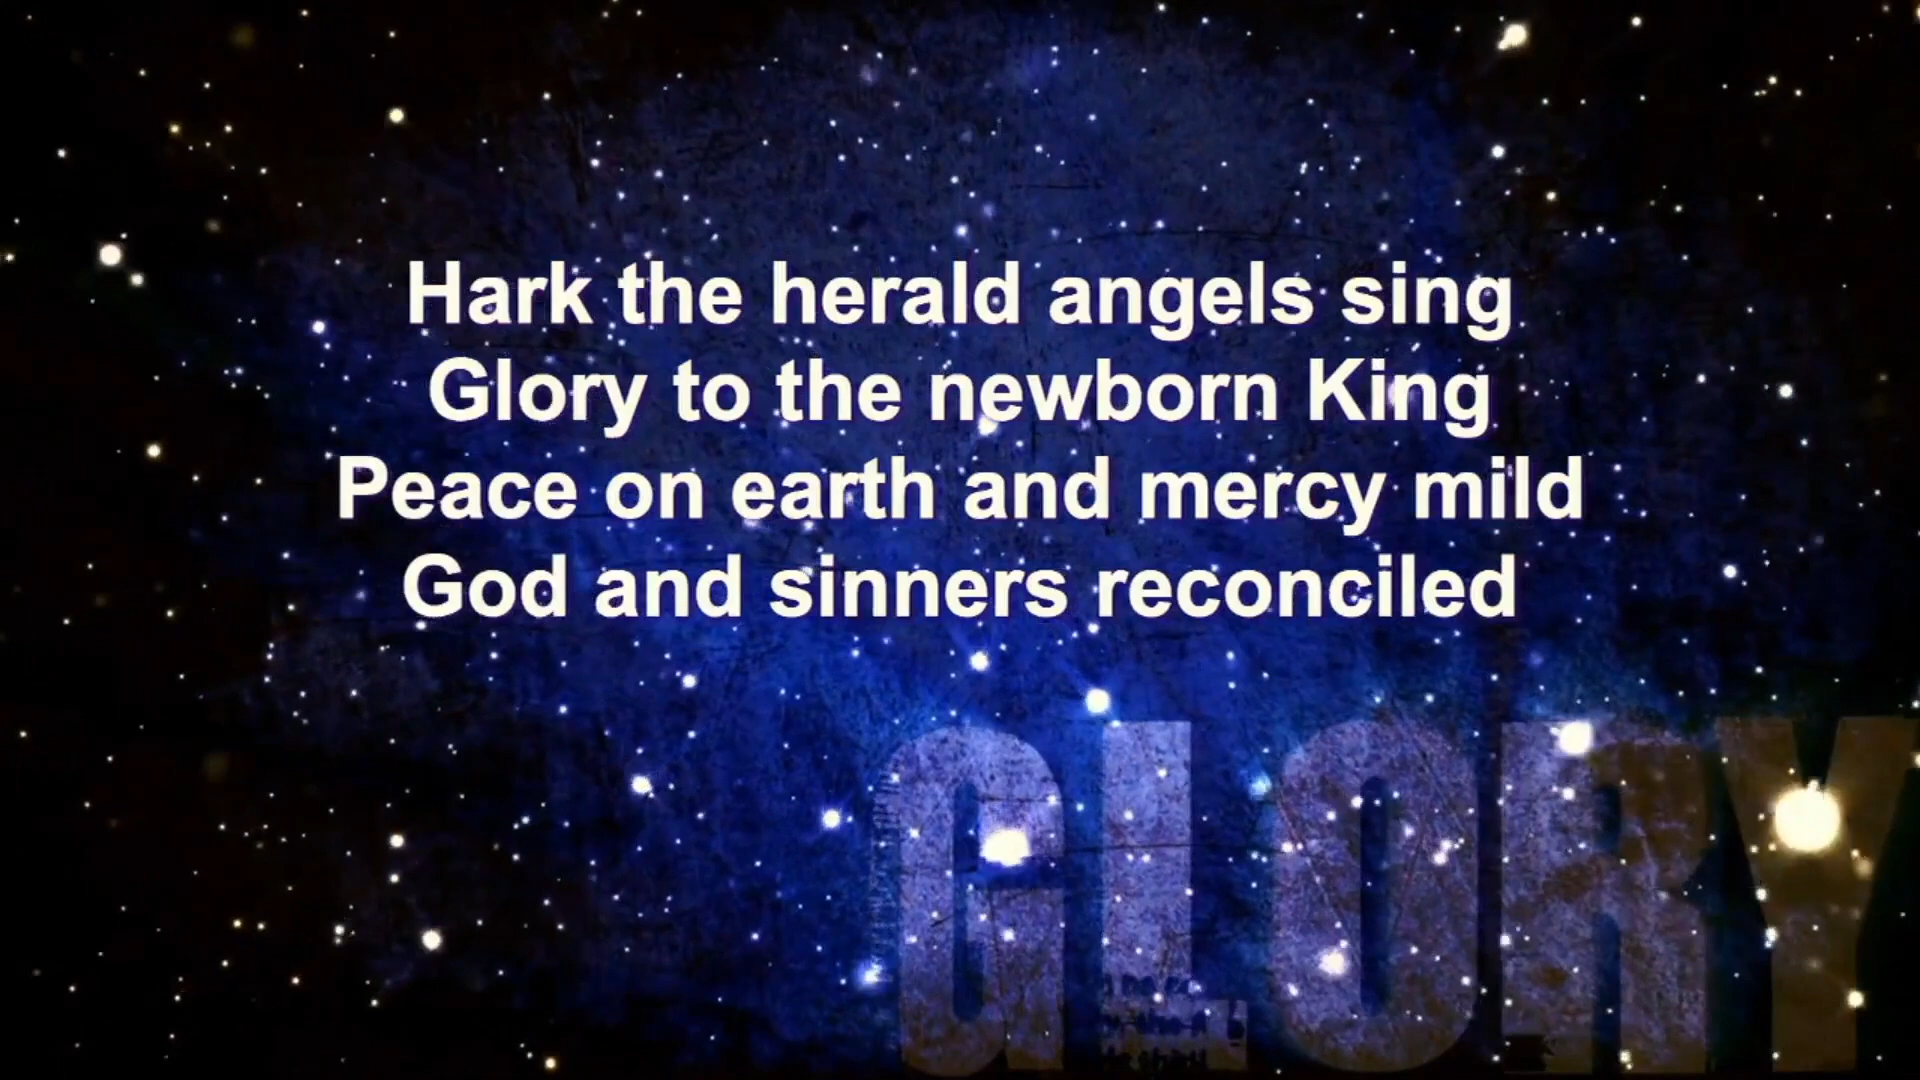 Hark the herald angels sing
Glory to the newborn King
Peace on earth and mercy mild
God and sinners reconciled
GLORY